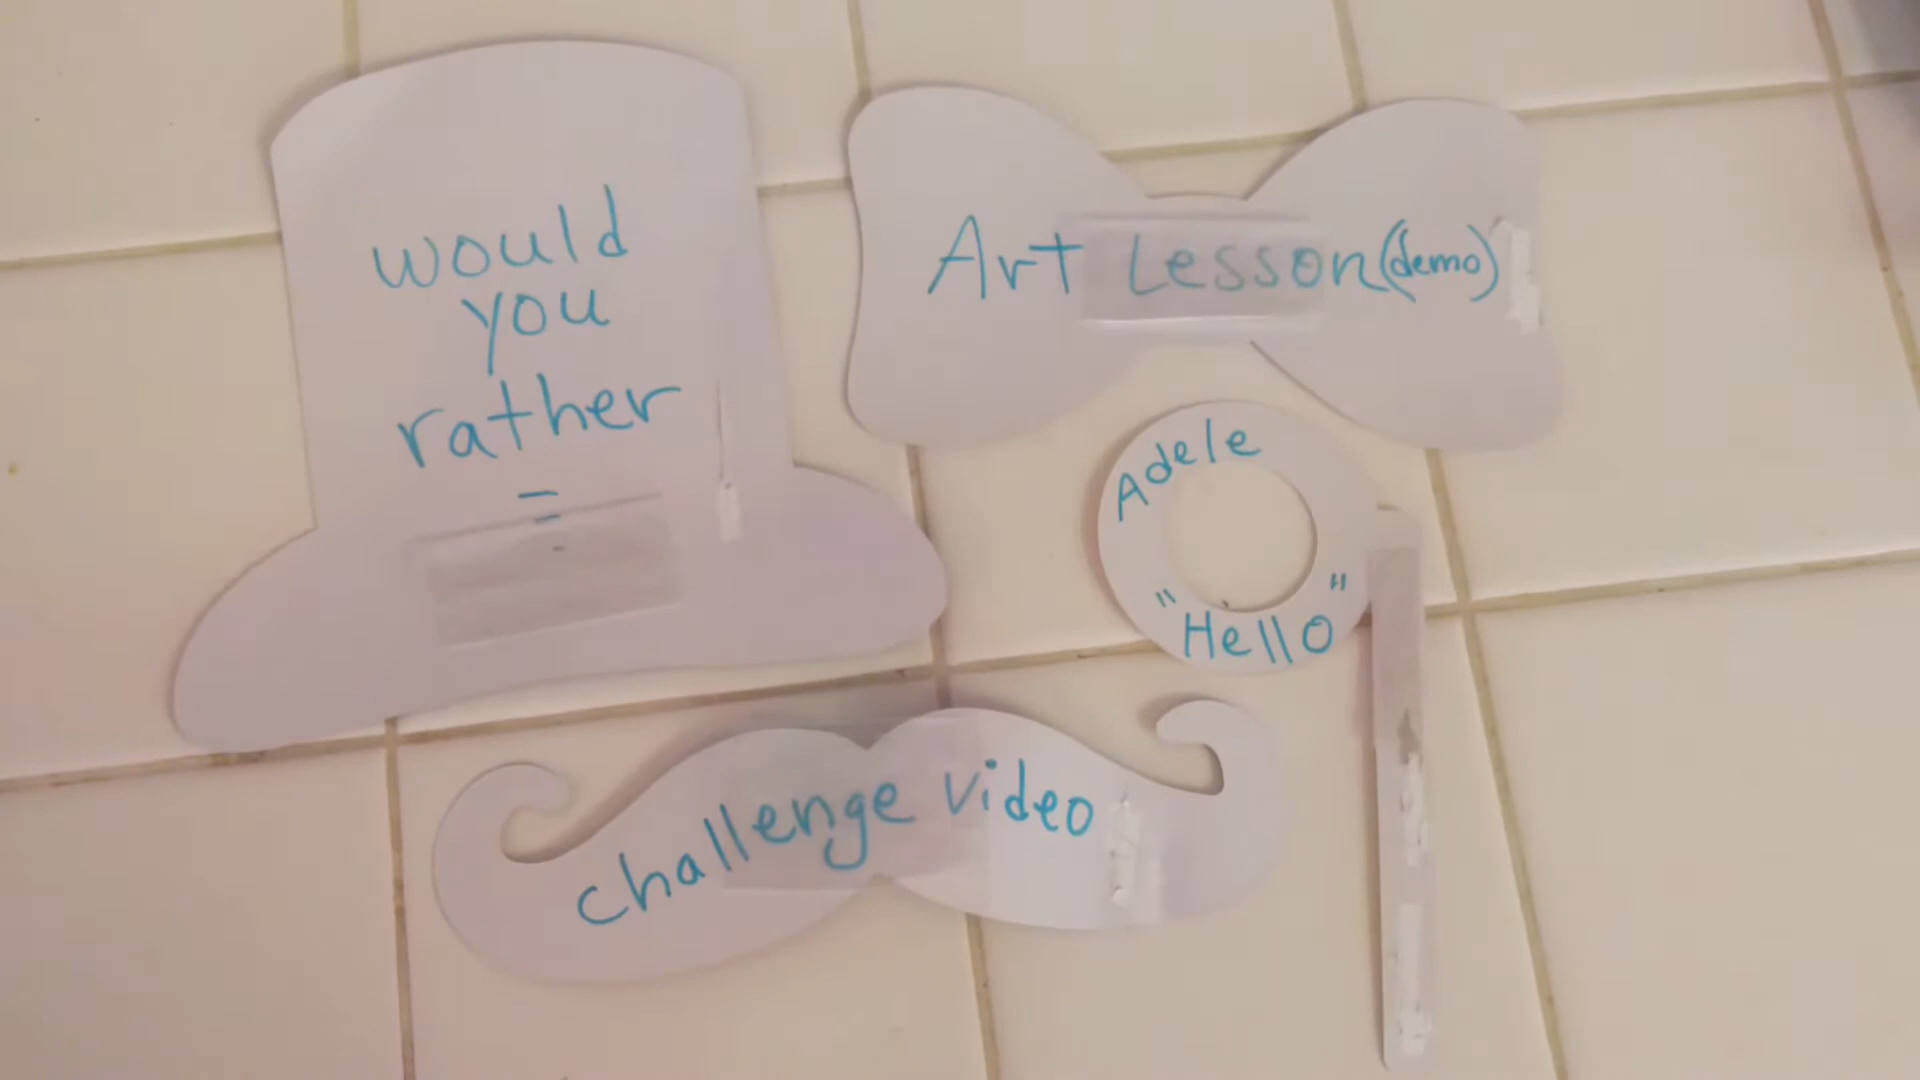 would
you
rather
Art Lesson (demo)
Adele
"Hello"
challenge video